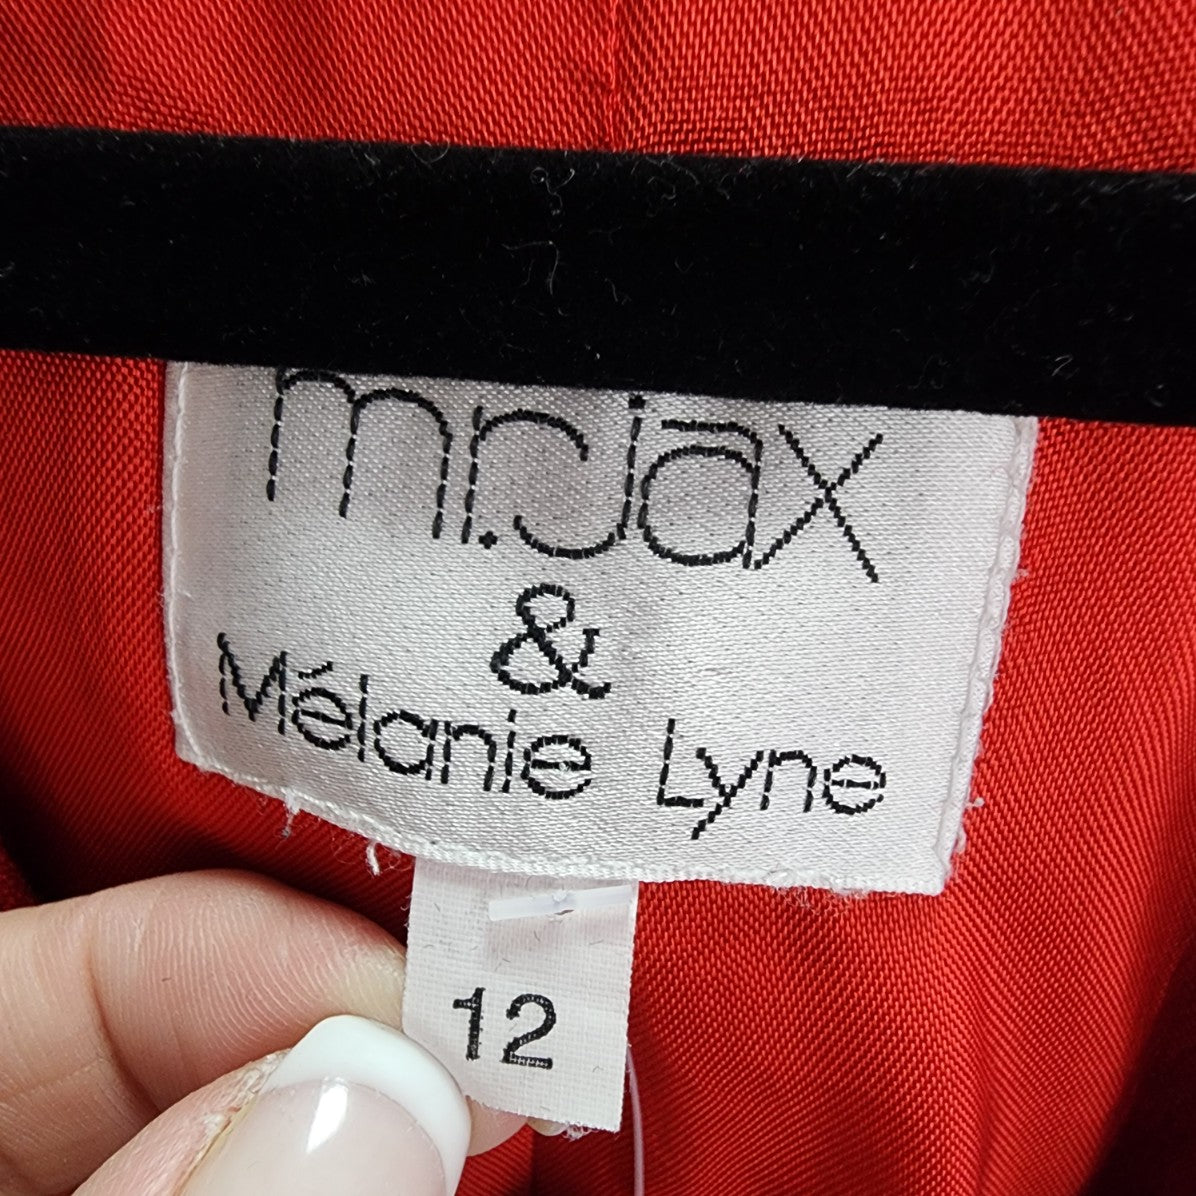 mr.jax
&
Mélanie Lyne
12